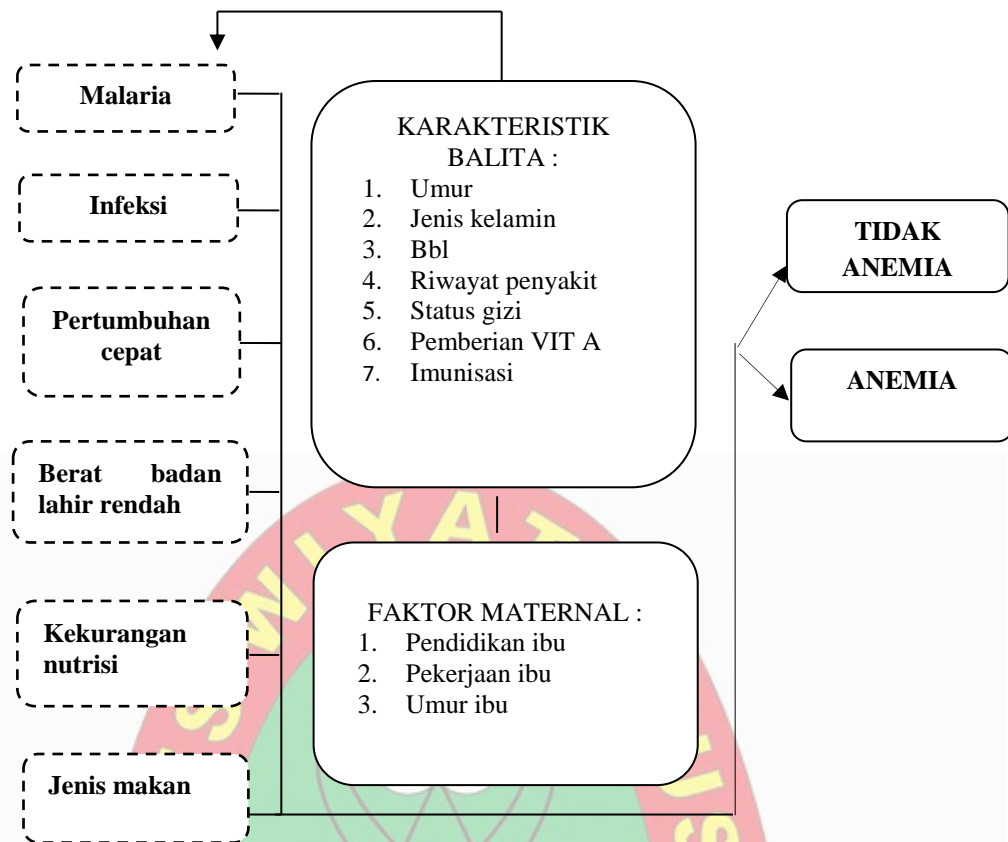 Malaria
Infeksi
Pertumbuhan
cepat
Berat badan
lahir rendah
Kekurangan
nutrisi
Jenis makan
KARAKTERISTIK
BALITA :
1. Umur
2. Jenis kelamin
3. Bbl
4. Riwayat penyakit
5. Status gizi
6. Pemberian VIT A
7. Imunisasi
FAKTOR MATERNAL :
1. Pendidikan ibu
2. Pekerjaan ibu
3. Umur ibu
TIDAK
ANEMIA
ANEMIA